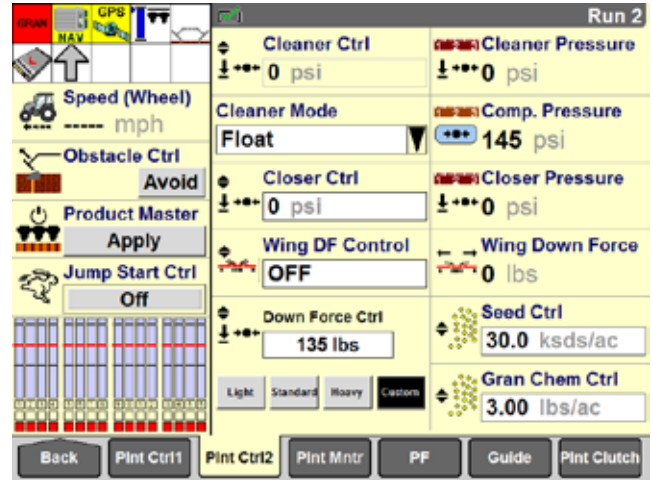 GRAN
NAV
GPS
Run 2
Speed (Wheel)
----- mph
Obstacle Ctrl
Avoid
Product Master
Apply
Jump Start Ctrl
Off
Cleaner Ctrl
0 psi
Cleaner Mode
Float
Closer Ctrl
0 psi
Wing DF Control
OFF
Down Force Ctrl
135 lbs
Light
Standard
Heavy
Custom
Cleaner Pressure
0 psi
Comp. Pressure
145 psi
Closer Pressure
0 psi
Wing Down Force
0 lbs
Seed Ctrl
30.0 ksds/ac
Gran Chem Ctrl
3.00 lbs/ac
Back
Plnt Ctrl1
Plnt Ctrl2
Plnt Mntr
PF
Guide
Plnt Clutch